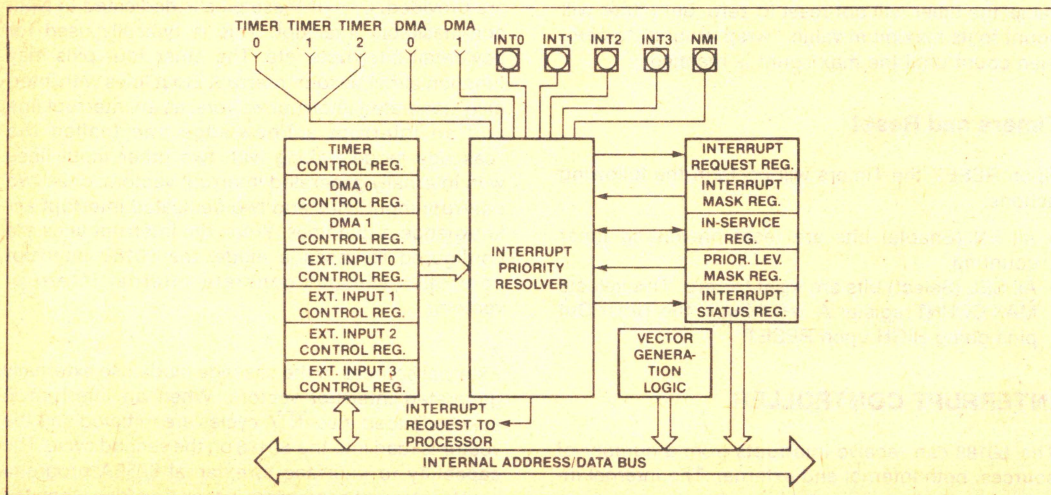 TIMER TIMER TIMER DMA DMA
0 1 2 0 1
INT0 INT1 INT2 INT3 NMI
TIMER
CONTROL REG.
DMA 0
CONTROL REG.
DMA 1
CONTROL REG.
EXT. INPUT 0
CONTROL REG.
EXT. INPUT 1
CONTROL REG.
EXT. INPUT 2
CONTROL REG.
EXT. INPUT 3
CONTROL REG.
INTERRUPT
PRIORITY
RESOLVER
INTERRUPT
REQUEST REG.
INTERRUPT
MASK REG.
IN-SERVICE
REG.
PRIOR. LEV.
MASK REG.
INTERRUPT
STATUS REG.
VECTOR
GENERA-
TION
LOGIC
INTERRUPT
REQUEST TO
PROCESSOR
INTERNAL ADDRESS/DATA BUS